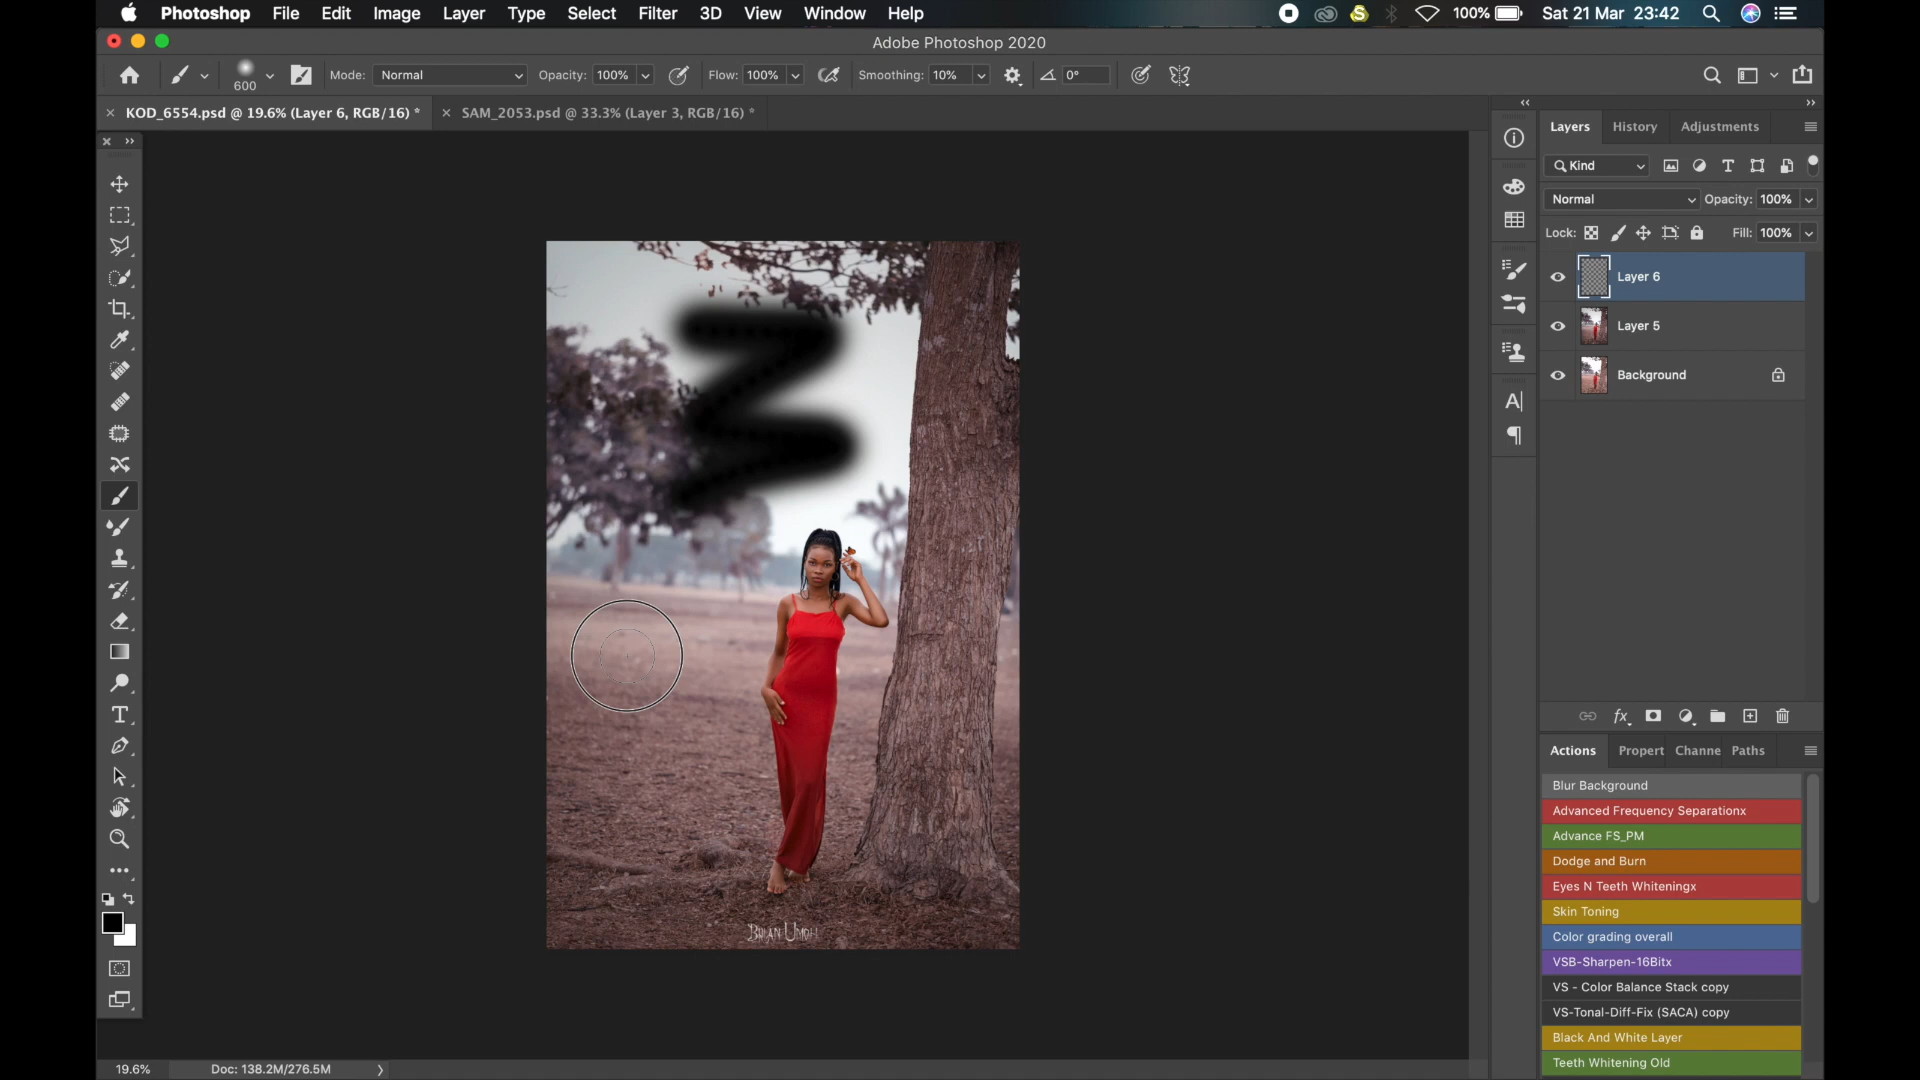 Photoshop File Edit Image Layer Type Select Filter 3D View Window Help 100% Sat 21 Mar 23:42
Adobe Photoshop 2020
600 Mode: Normal Opacity: 100% Flow: 100% Smoothing: 10% 0°
KOD_6554.psd @ 19.6% (Layer 6, RGB/16) * SAM_2053.psd @ 33.3% (Layer 3, RGB/16) *
Layers History Adjustments
Kind
Normal Opacity: 100%
Lock: Fill: 100%
Layer 6
Layer 5
Background
BRIAN UMOH
Actions Propert Channe Paths
Blur Background
Advanced Frequency Separationx
Advance FS_PM
Dodge and Burn
Eyes N Teeth Whiteningx
Skin Toning
Color grading overall
VSB-Sharpen-16Bitx
VS - Color Balance Stack copy
VS-Tonal-Diff-Fix (SACA) copy
Black And White Layer
Teeth Whitening Old
19.6% Doc: 138.2M/276.5M